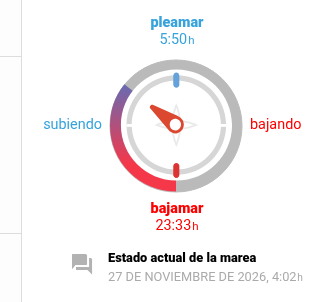 pleamar
5:50h
subiendo
bajando
bajamar
23:33h
Estado actual de la marea
27 DE NOVIEMBRE DE 2026, 4:02h